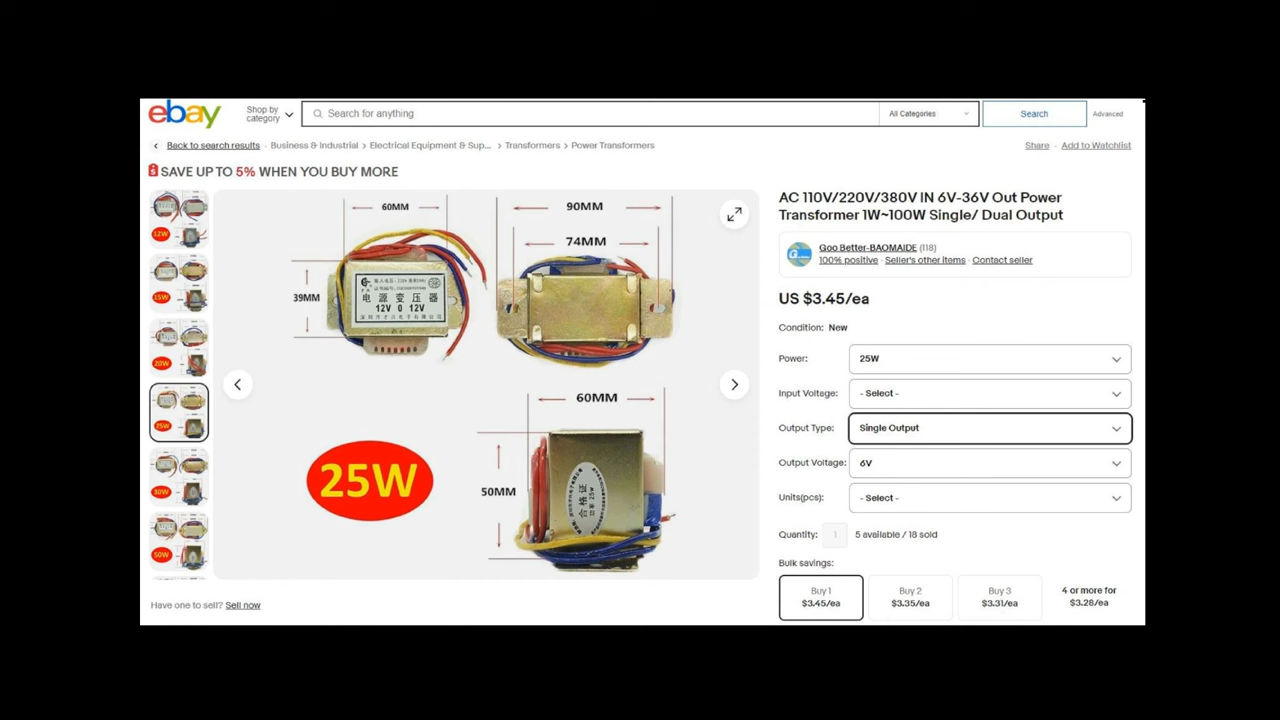 ebay
Shop by
category
Search for anything
All Categories
Search
Advanced
Back to search results
Business & Industrial
Electrical Equipment & Sup...
Transformers
Power Transformers
Share
Add to Watchlist
SAVE UP TO 5% WHEN YOU BUY MORE
12W
15W
20W
25W
30W
50W
60MM
39MM
电源变压器
12V 0 12V
90MM
74MM
25W
60MM
50MM
合格证
功率 25W
Have one to sell? Sell now
AC 110V/220V/380V IN 6V-36V Out Power
Transformer 1W~100W Single/ Dual Output
Goo Better-BAOMAIDE (118)
100% positive · Seller's other items · Contact seller
US $3.45/ea
Condition: New
Power: 25W
Input Voltage: - Select -
Output Type: Single Output
Output Voltage: 6V
Units(pcs): - Select -
Quantity: 1 5 available / 18 sold
Bulk savings:
Buy 1
$3.45/ea
Buy 2
$3.35/ea
Buy 3
$3.31/ea
4 or more for
$3.28/ea